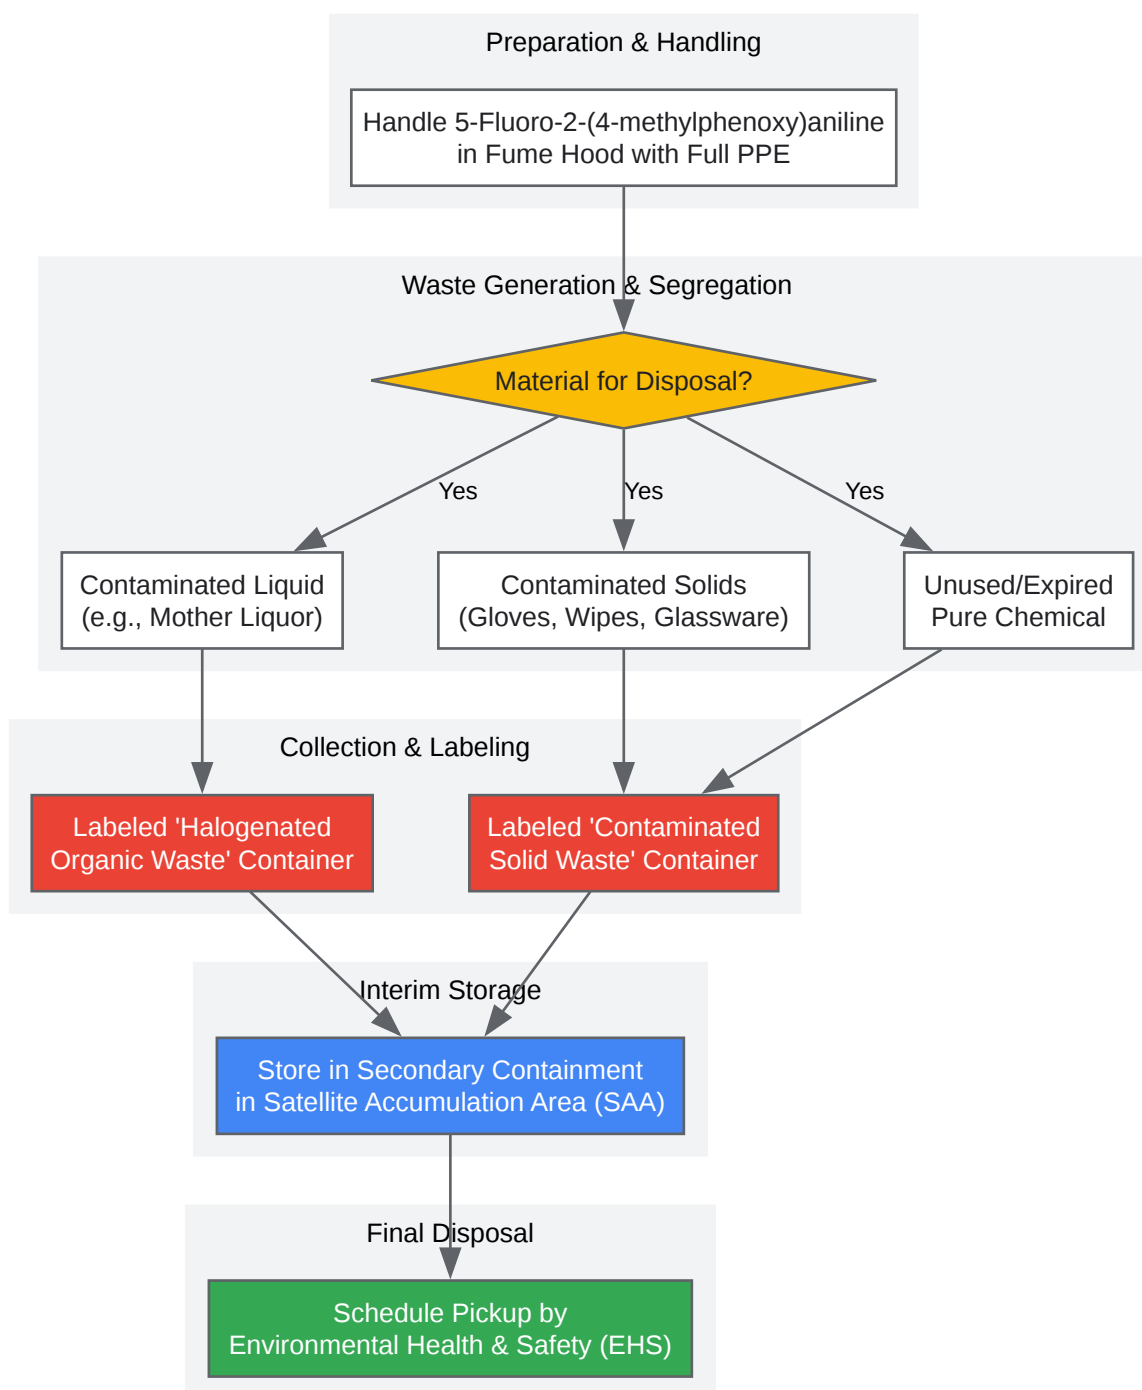 Preparation & Handling
Handle 5-Fluoro-2-(4-methylphenoxy)aniline
in Fume Hood with Full PPE
Waste Generation & Segregation
Material for Disposal?
Yes
Yes
Yes
Contaminated Liquid
(e.g., Mother Liquor)
Contaminated Solids
(Gloves, Wipes, Glassware)
Unused/Expired
Pure Chemical
Collection & Labeling
Labeled 'Halogenated
Organic Waste' Container
Labeled 'Contaminated
Solid Waste' Container
Interim Storage
Store in Secondary Containment
in Satellite Accumulation Area (SAA)
Final Disposal
Schedule Pickup by
Environmental Health & Safety (EHS)